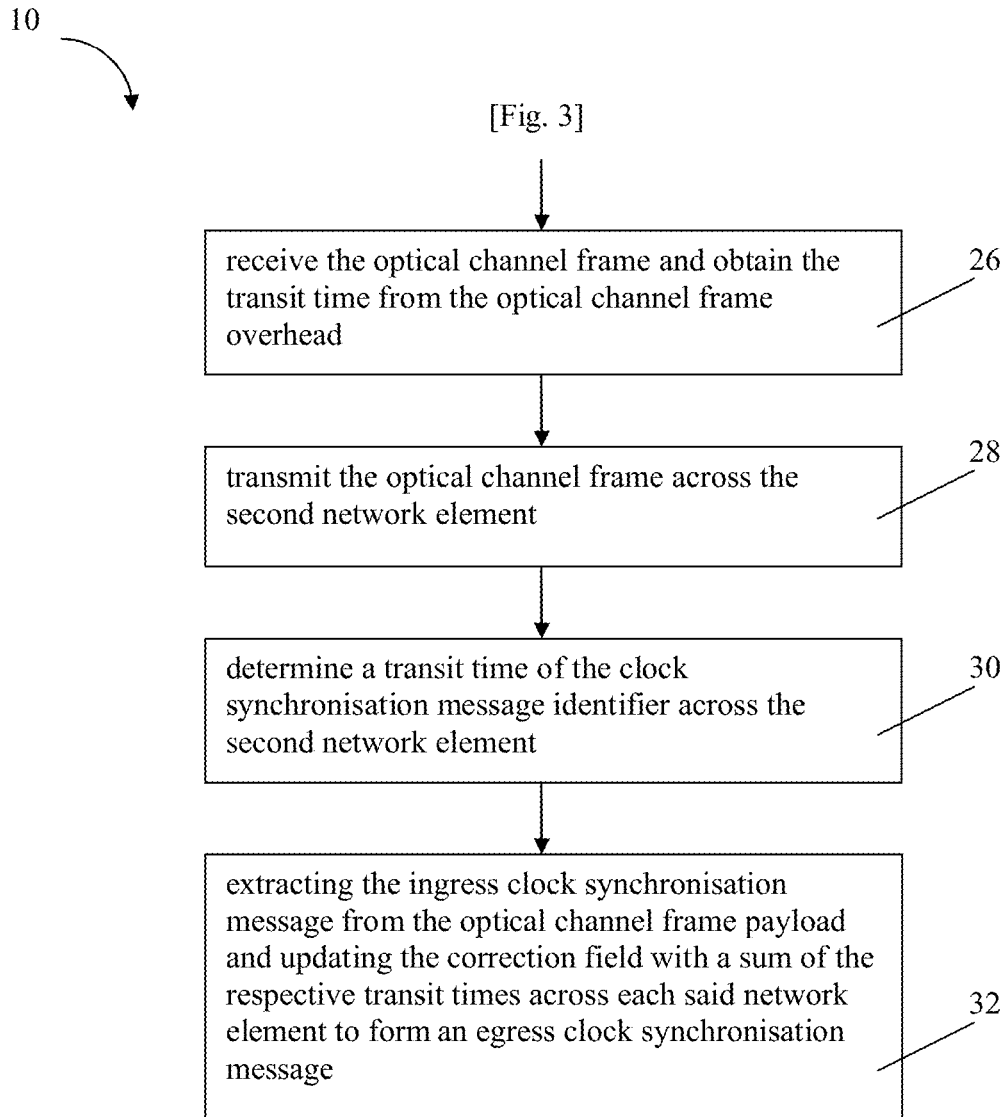 10
[Fig. 3]
receive the optical channel frame and obtain the
transit time from the optical channel frame
overhead
26
transmit the optical channel frame across the
second network element
28
determine a transit time of the clock
synchronisation message identifier across the
second network element
30
extracting the ingress clock synchronisation
message from the optical channel frame payload
and updating the correction field with a sum of the
respective transit times across each said network
element to form an egress clock synchronisation
message
32